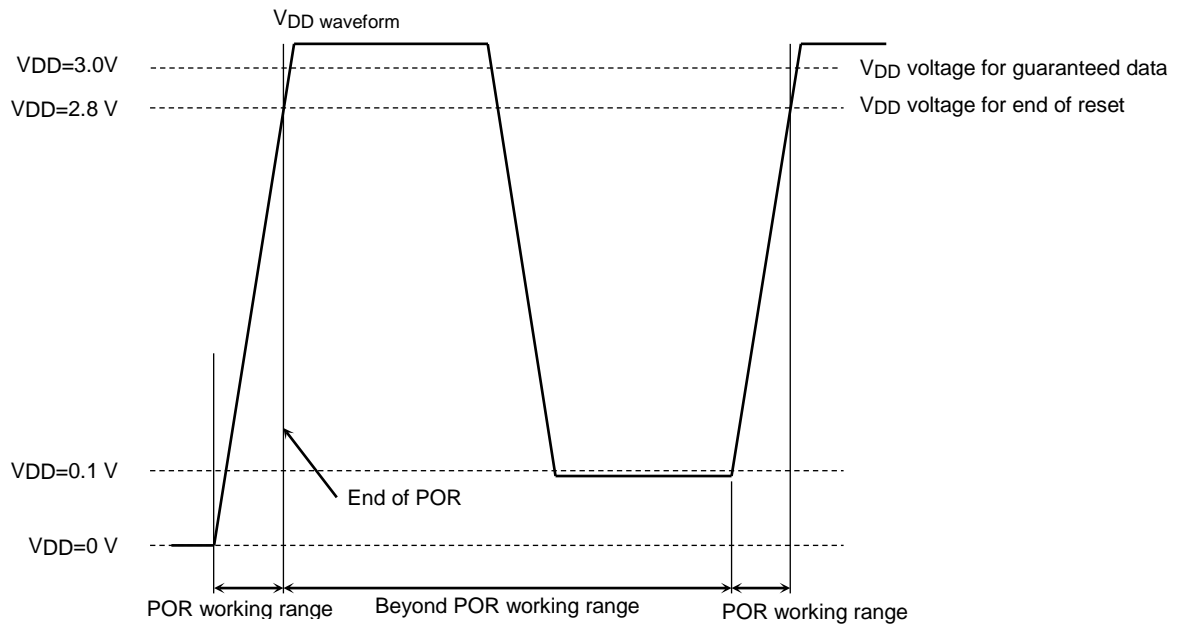 VDD waveform
VDD=3.0V
VDD voltage for guaranteed data
VDD=2.8 V
VDD voltage for end of reset
VDD=0.1 V
End of POR
VDD=0 V
POR working range
Beyond POR working range
POR working range